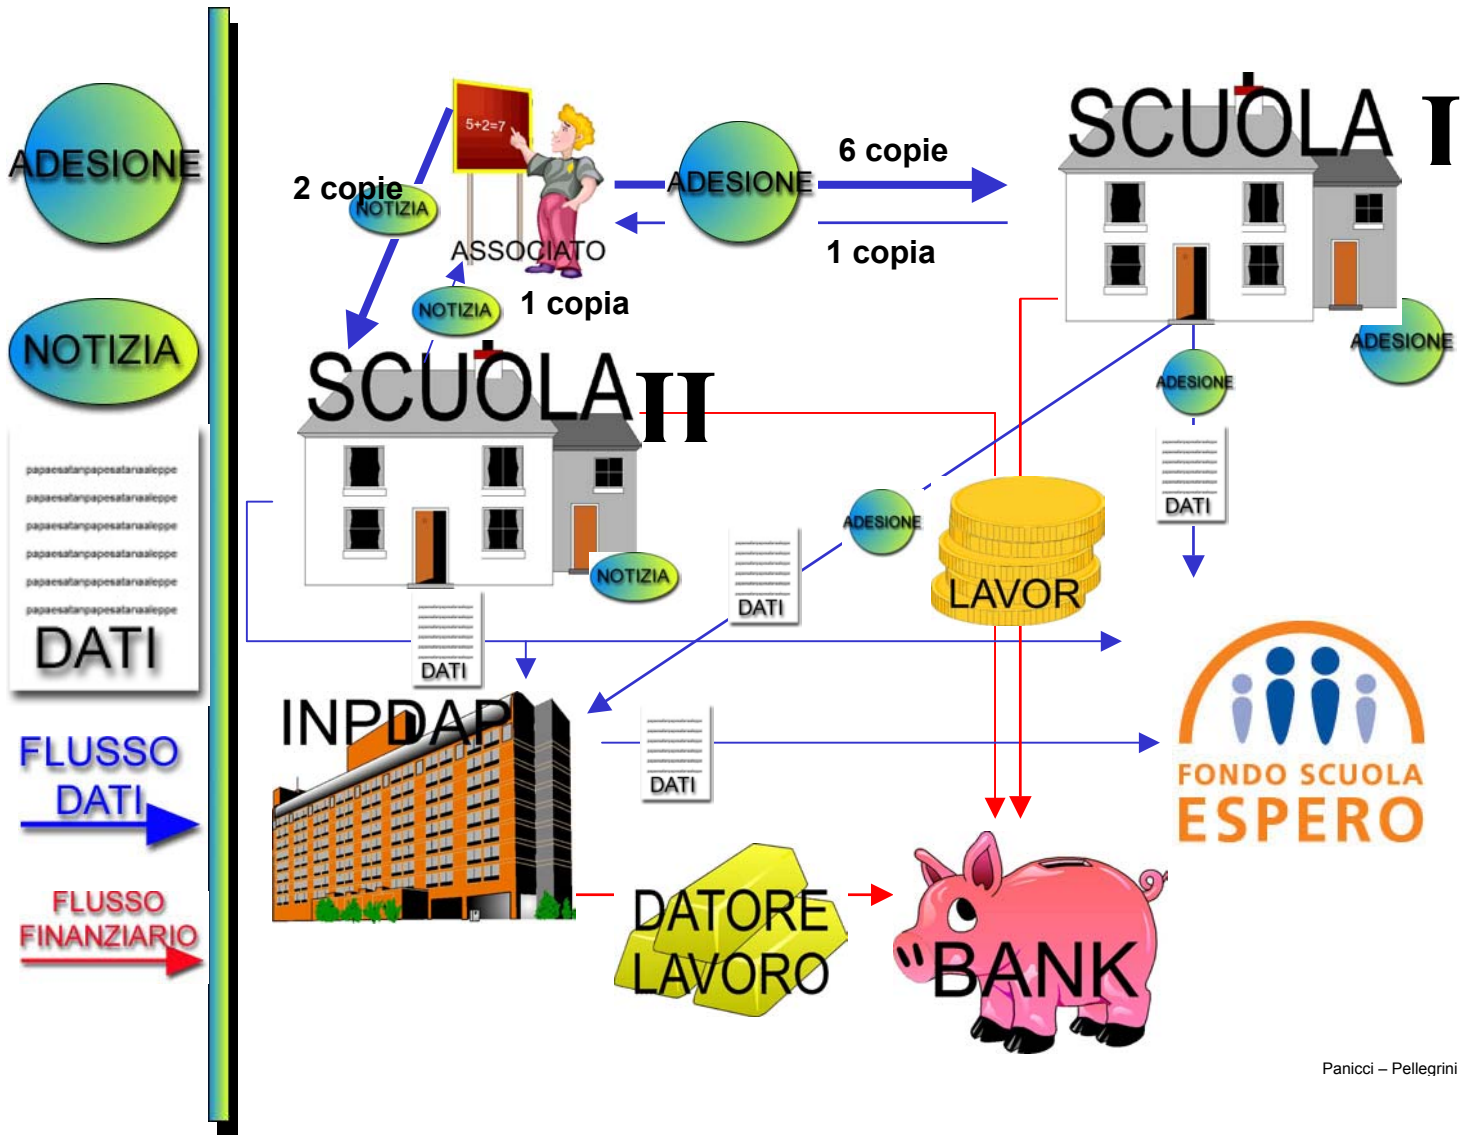 ADESIONE
NOTIZIA
papaesatanpapesatanaaleppe
papaesatanpapesatanaaleppe
papaesatanpapesatanaaleppe
papaesatanpapesatanaaleppe
papaesatanpapesatanaaleppe
papaesatanpapesatanaaleppe
DATI
FLUSSO
DATI
FLUSSO
FINANZIARIO
5+2=7
2 copie
NOTIZIA
ASSOCIATO
ADESIONE
6 copie
1 copia
SCUOLA I
NOTIZIA
1 copia
ADESIONE
ADESIONE
DATI
SCUOLA II
NOTIZIA
ADESIONE
DATI
LAVOR
DATI
INPDAP
DATI
FONDO SCUOLA
ESPERO
DATORE
LAVORO
BANK
Panicci – Pellegrini